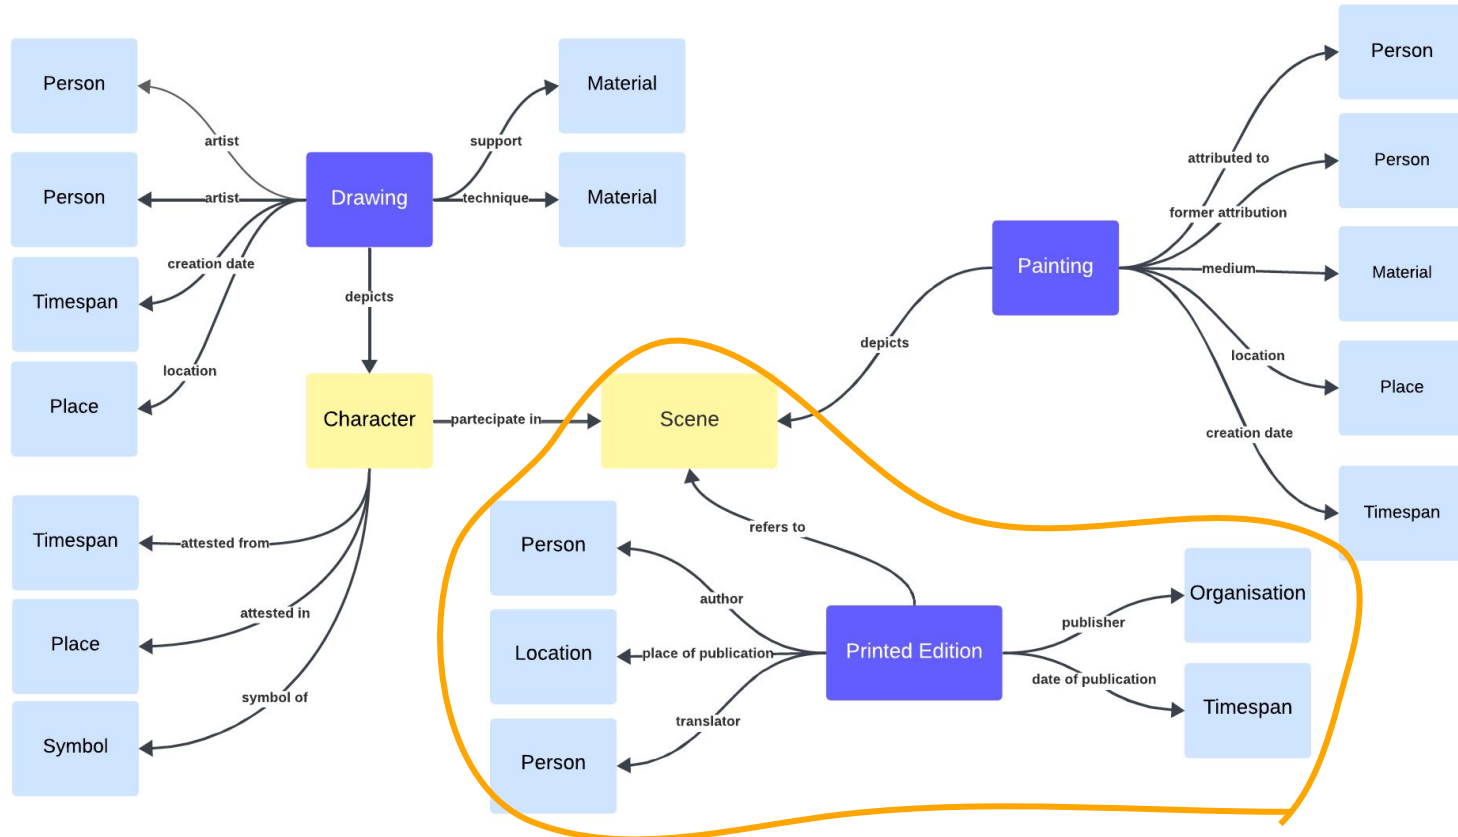 Person
artist
Person
artist
Drawing
support
Material
technique
Material
creation date
Timespan
location
Place
depicts
Character
partecipate in
Scene
attested from
Timespan
attested in
Place
symbol of
Symbol
Painting
depicts
attributed to
Person
former attribution
Person
medium
Material
location
Place
creation date
Timespan
refers to
Person
author
Location
place of publication
Printed Edition
translator
Person
publisher
Organisation
date of publication
Timespan